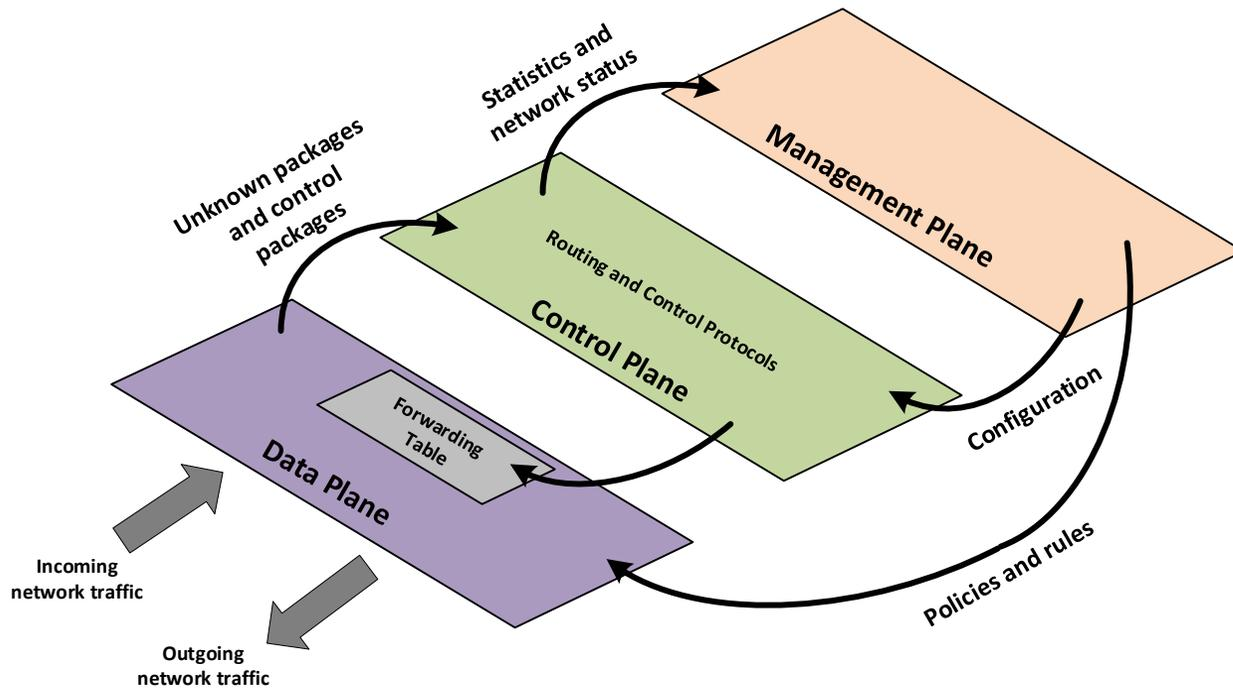 Statistics and
network status
Management Plane
Unknown packages
and control
packages
Routing and Control Protocols
Control Plane
Configuration
Forwarding
Table
Data Plane
Policies and rules
Incoming
network traffic
Outgoing
network traffic